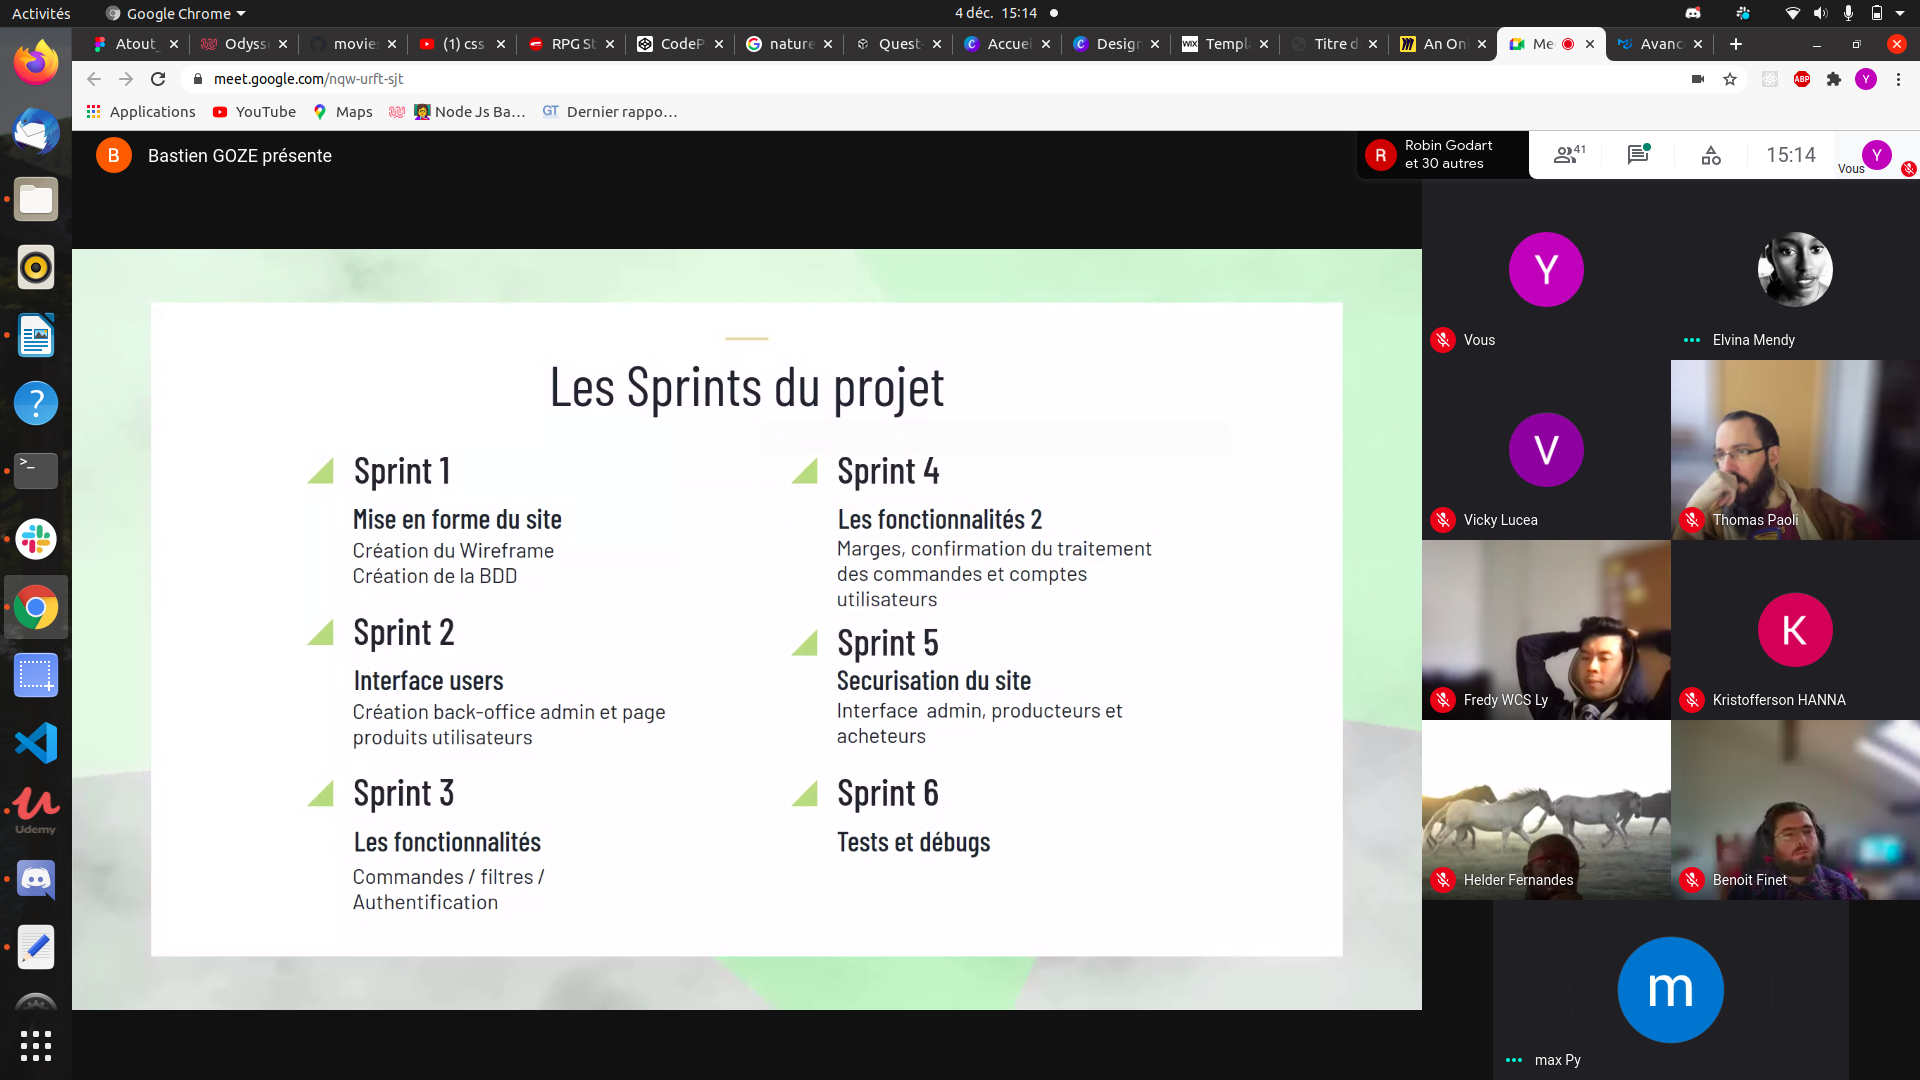 Activités
Google Chrome
4 déc. 15:14
Atout_
Odyss
movie
(1) css
RPG St
CodeP
nature
Quest
Accuei
Design
WIX
Templ
Titre d
An Onl
Me
Avanc
meet.google.com/nqw-urft-sjt
ABP
Y
Applications
YouTube
Maps
Node Js Ba...
GT
Dernier rappo...
B
Bastien GOZE présente
R
Robin Godart
et 30 autres
41
15:14
Vous
Y
Les Sprints du projet
Sprint 1
Mise en forme du site
Création du Wireframe
Création de la BDD
Sprint 2
Interface users
Création back-office admin et page
produits utilisateurs
Sprint 3
Les fonctionnalités
Commandes / filtres /
Authentification
Sprint 4
Les fonctionnalités 2
Marges, confirmation du traitement
des commandes et comptes
utilisateurs
Sprint 5
Securisation du site
Interface admin, producteurs et
acheteurs
Sprint 6
Tests et débugs
Y
Vous
Elvina Mendy
V
Vicky Lucea
Thomas Paoli
Fredy WCS Ly
K
Kristofferson HANNA
Helder Fernandes
Benoit Finet
m
max Py
Udemy